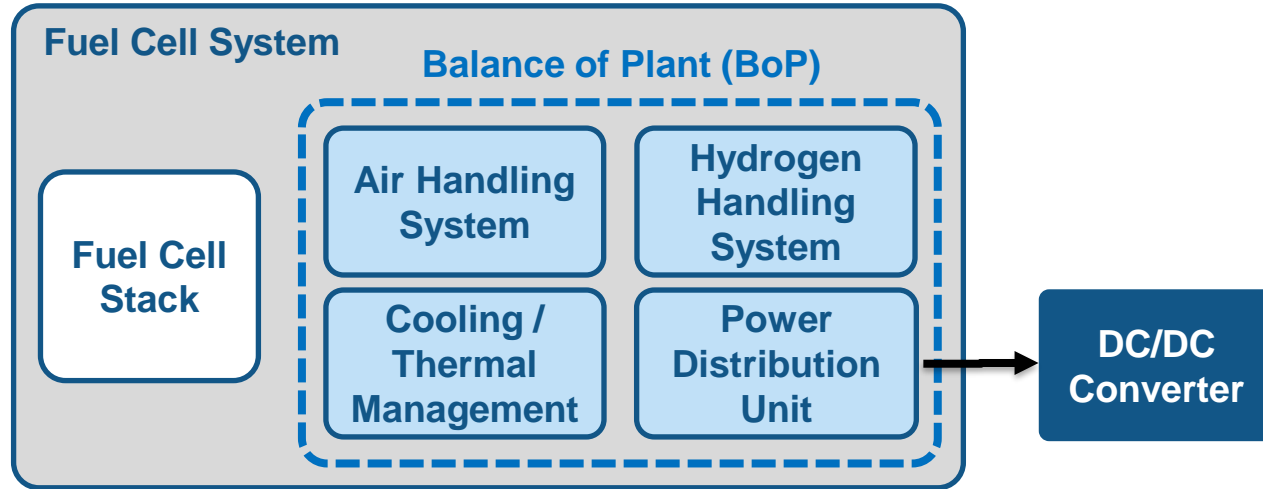 Fuel Cell System
Balance of Plant (BoP)
Air Handling
System
Hydrogen
Handling
System
Fuel Cell
Stack
Cooling /
Thermal
Management
Power
Distribution
Unit
DC/DC
Converter